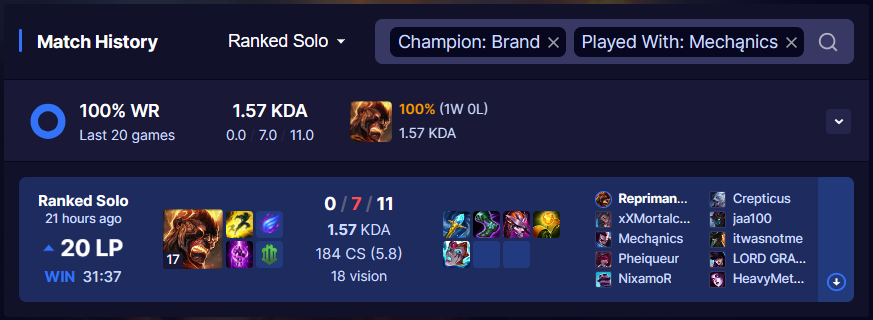 Match History
Ranked Solo
Champion: Brand
Played With: Mechąnics
100% WR
Last 20 games
1.57 KDA
0.0 / 7.0 / 11.0
100% (1W 0L)
1.57 KDA
Ranked Solo
21 hours ago
20 LP
WIN 31:37
17
0 / 7 / 11
1.57 KDA
184 CS (5.8)
18 vision
Repriman...
xXMortalc...
Mechąnics
Pheiqueur
NixamoR
Crepticus
jaa100
itwasnotme
LORD GRA...
HeavyMet...